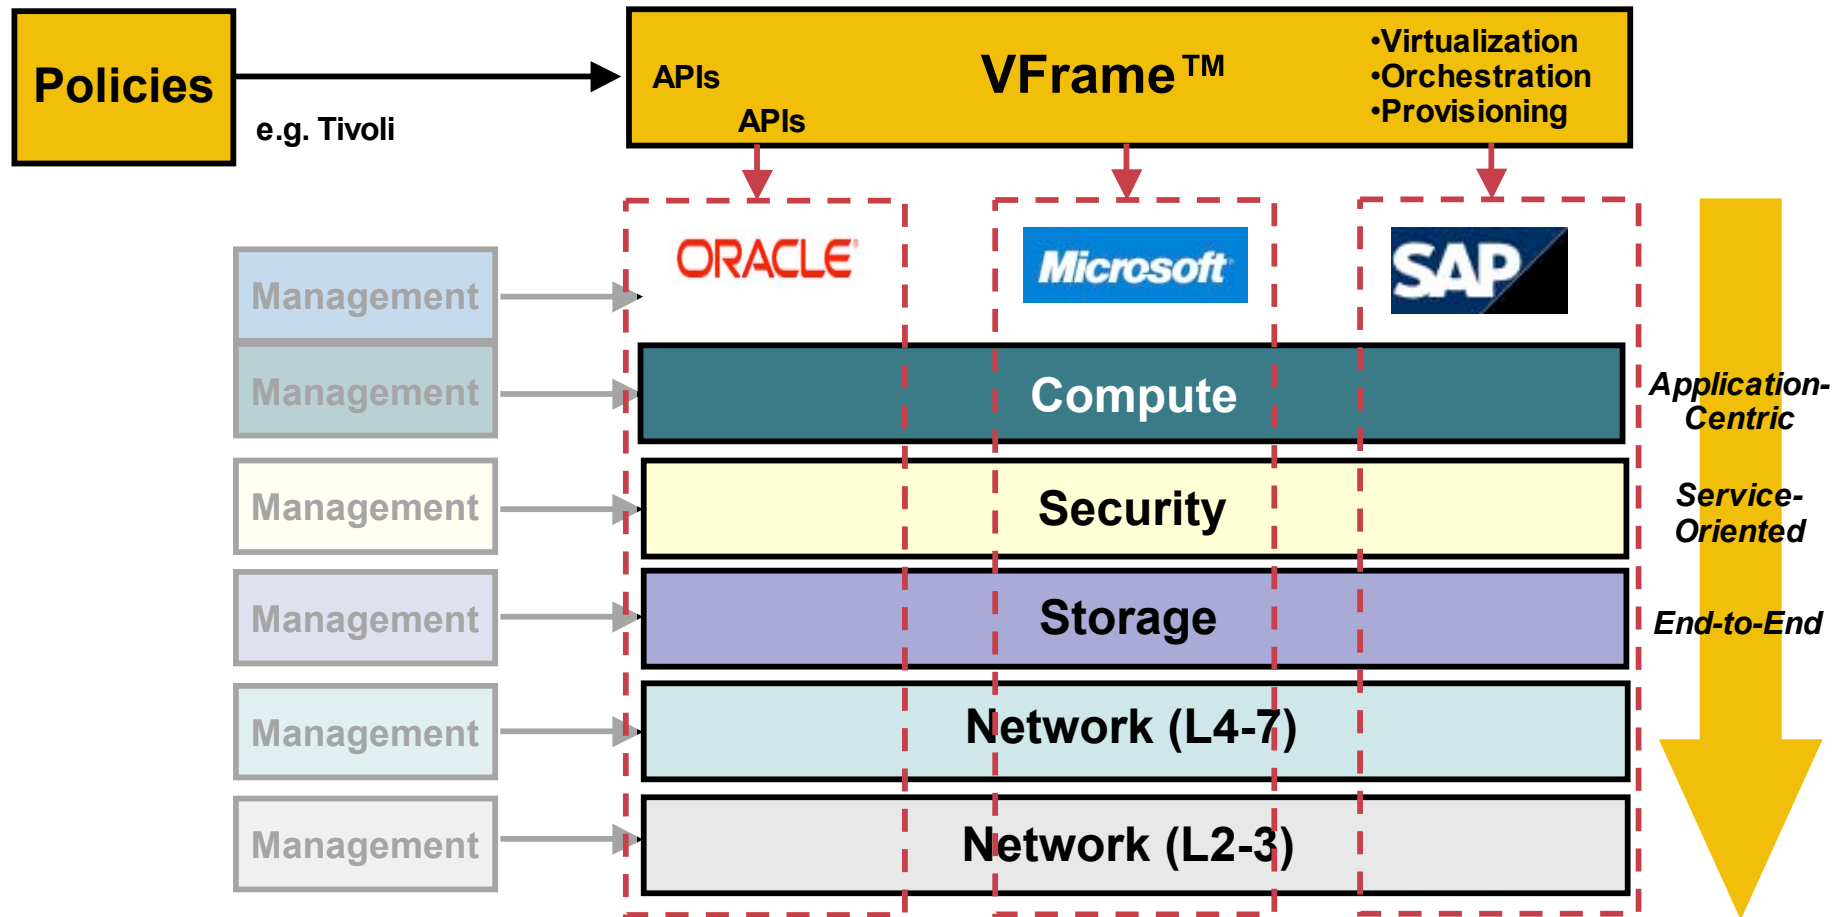 Policies
e.g. Tivoli
APIs
APIs
VFrame™
•Virtualization
•Orchestration
•Provisioning
ORACLE®
Microsoft
SAP
Management
Management
Compute
Application-
Centric
Management
Security
Service-
Oriented
Management
Storage
End-to-End
Management
Network (L4-7)
Management
Network (L2-3)